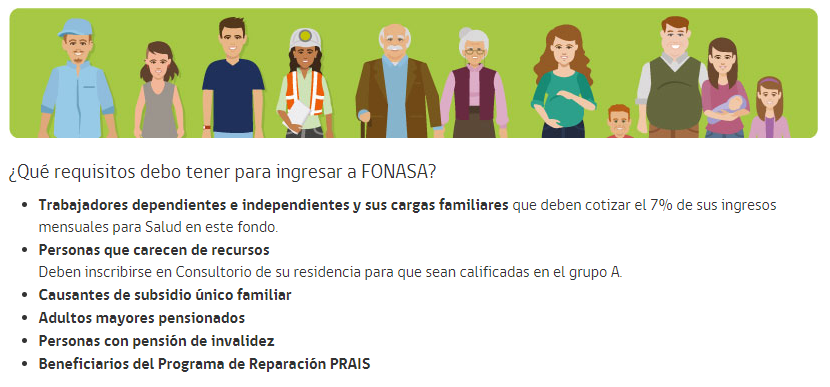 ¿Qué requisitos debo tener para ingresar a FONASA?
• Trabajadores dependientes e independientes y sus cargas familiares que deben cotizar el 7% de sus ingresos
mensuales para Salud en este fondo.
• Personas que carecen de recursos
Deben inscribirse en Consultorio de su residencia para que sean calificadas en el grupo A.
• Causantes de subsidio único familiar
• Adultos mayores pensionados
• Personas con pensión de invalidez
• Beneficiarios del Programa de Reparación PRAIS